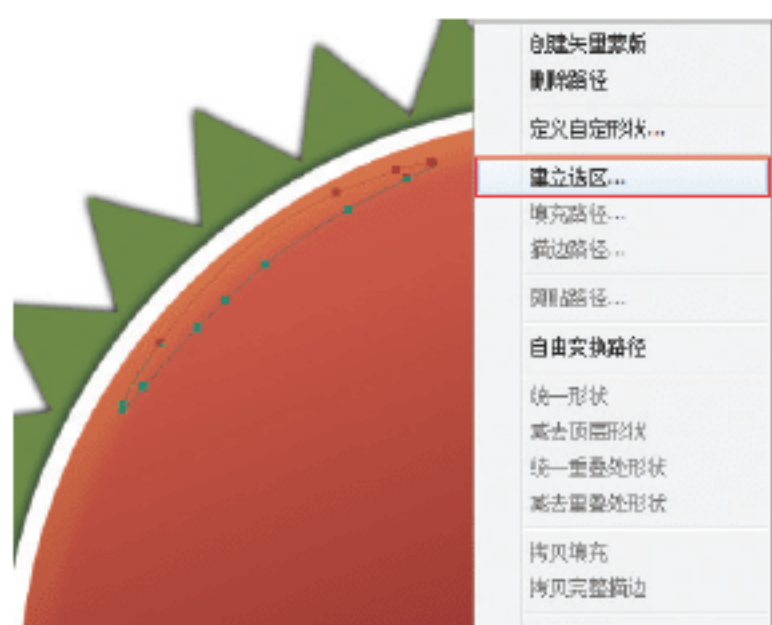 创建矢量蒙版
删除路径
定义自定形状...
建立选区...
填充路径...
描边路径...
剪贴路径...
自由变换路径
统一形状
减去顶层形状
统一重叠处形状
减去重叠处形状
拷贝填充
拷贝完整描边